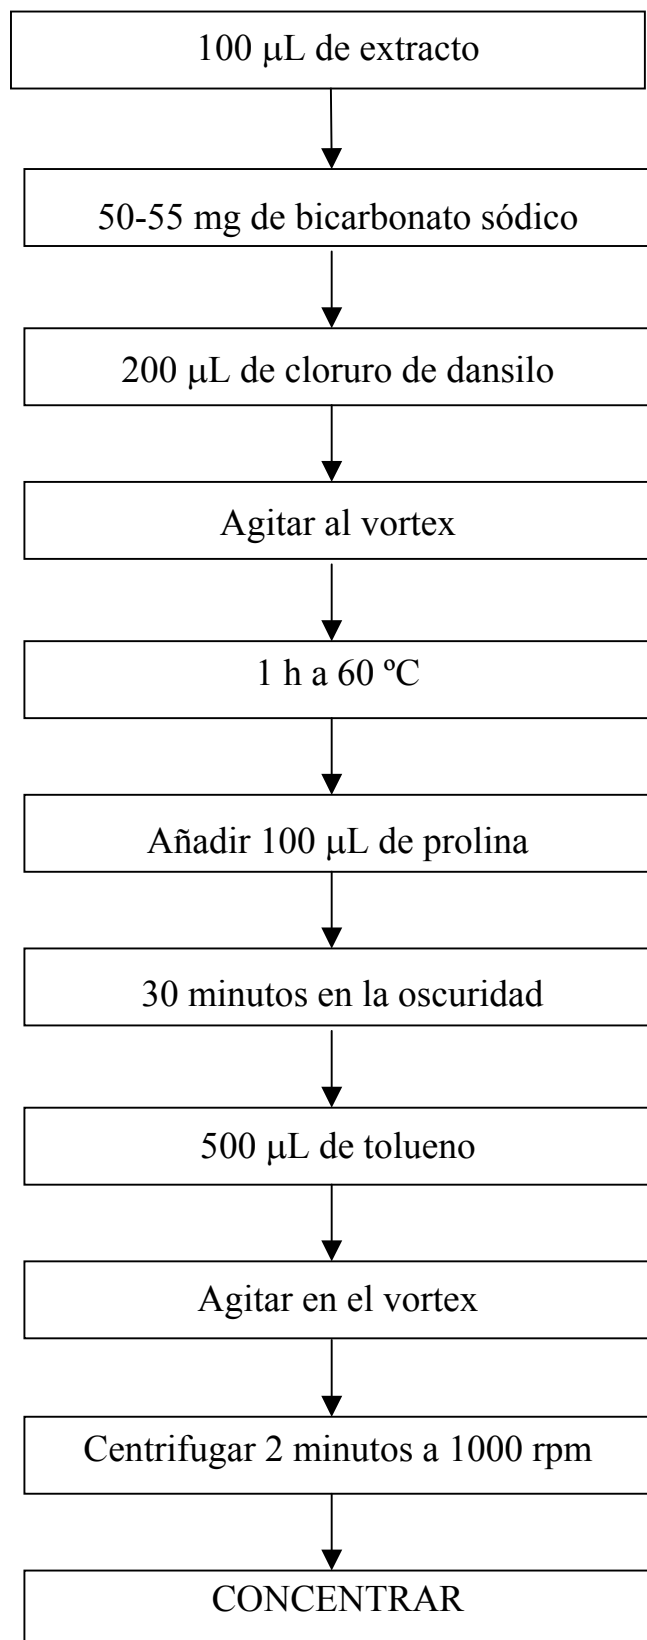 100 μL de extracto
50-55 mg de bicarbonato sódico
200 μL de cloruro de dansilo
Agitar al vortex
1 h a 60 ºC
Añadir 100 μL de prolina
30 minutos en la oscuridad
500 μL de tolueno
Agitar en el vortex
Centrifugar 2 minutos a 1000 rpm
CONCENTRAR